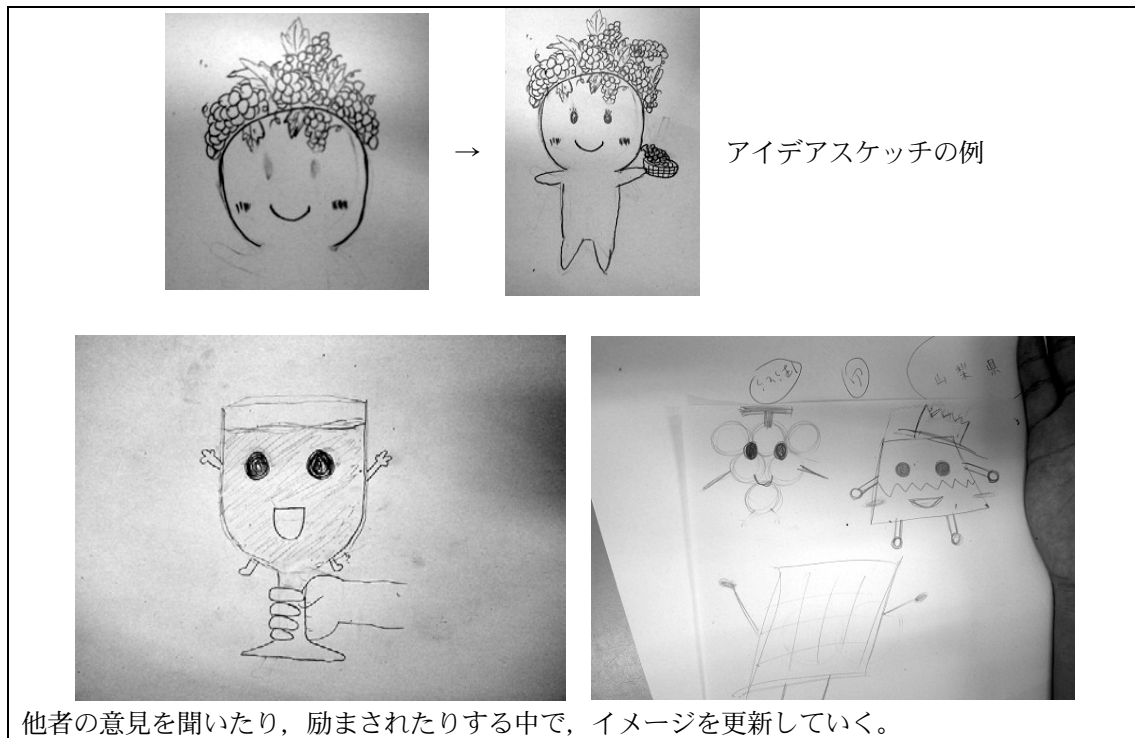 →
アイデアスケッチの例
山梨県
他者の意見を聞いたり，励まされたりする中で，イメージを更新していく。